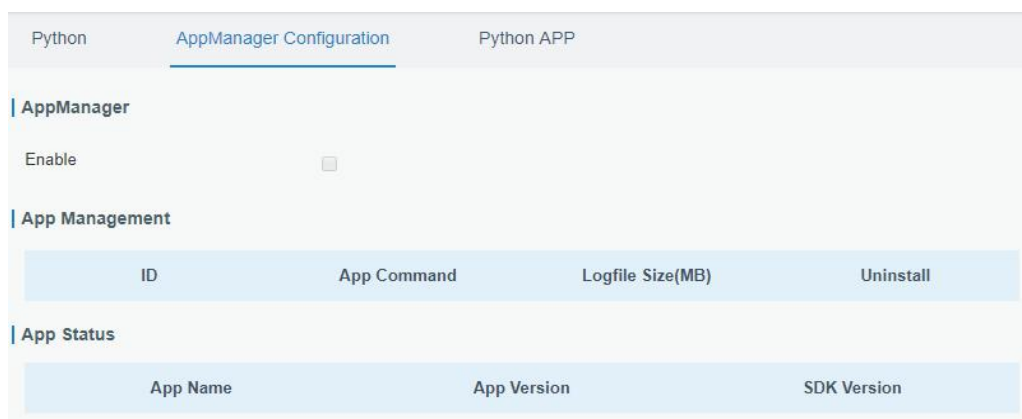 Python AppManager Configuration Python APP
AppManager
Enable
App Management
ID App Command Logfile Size(MB) Uninstall
App Status
App Name App Version SDK Version